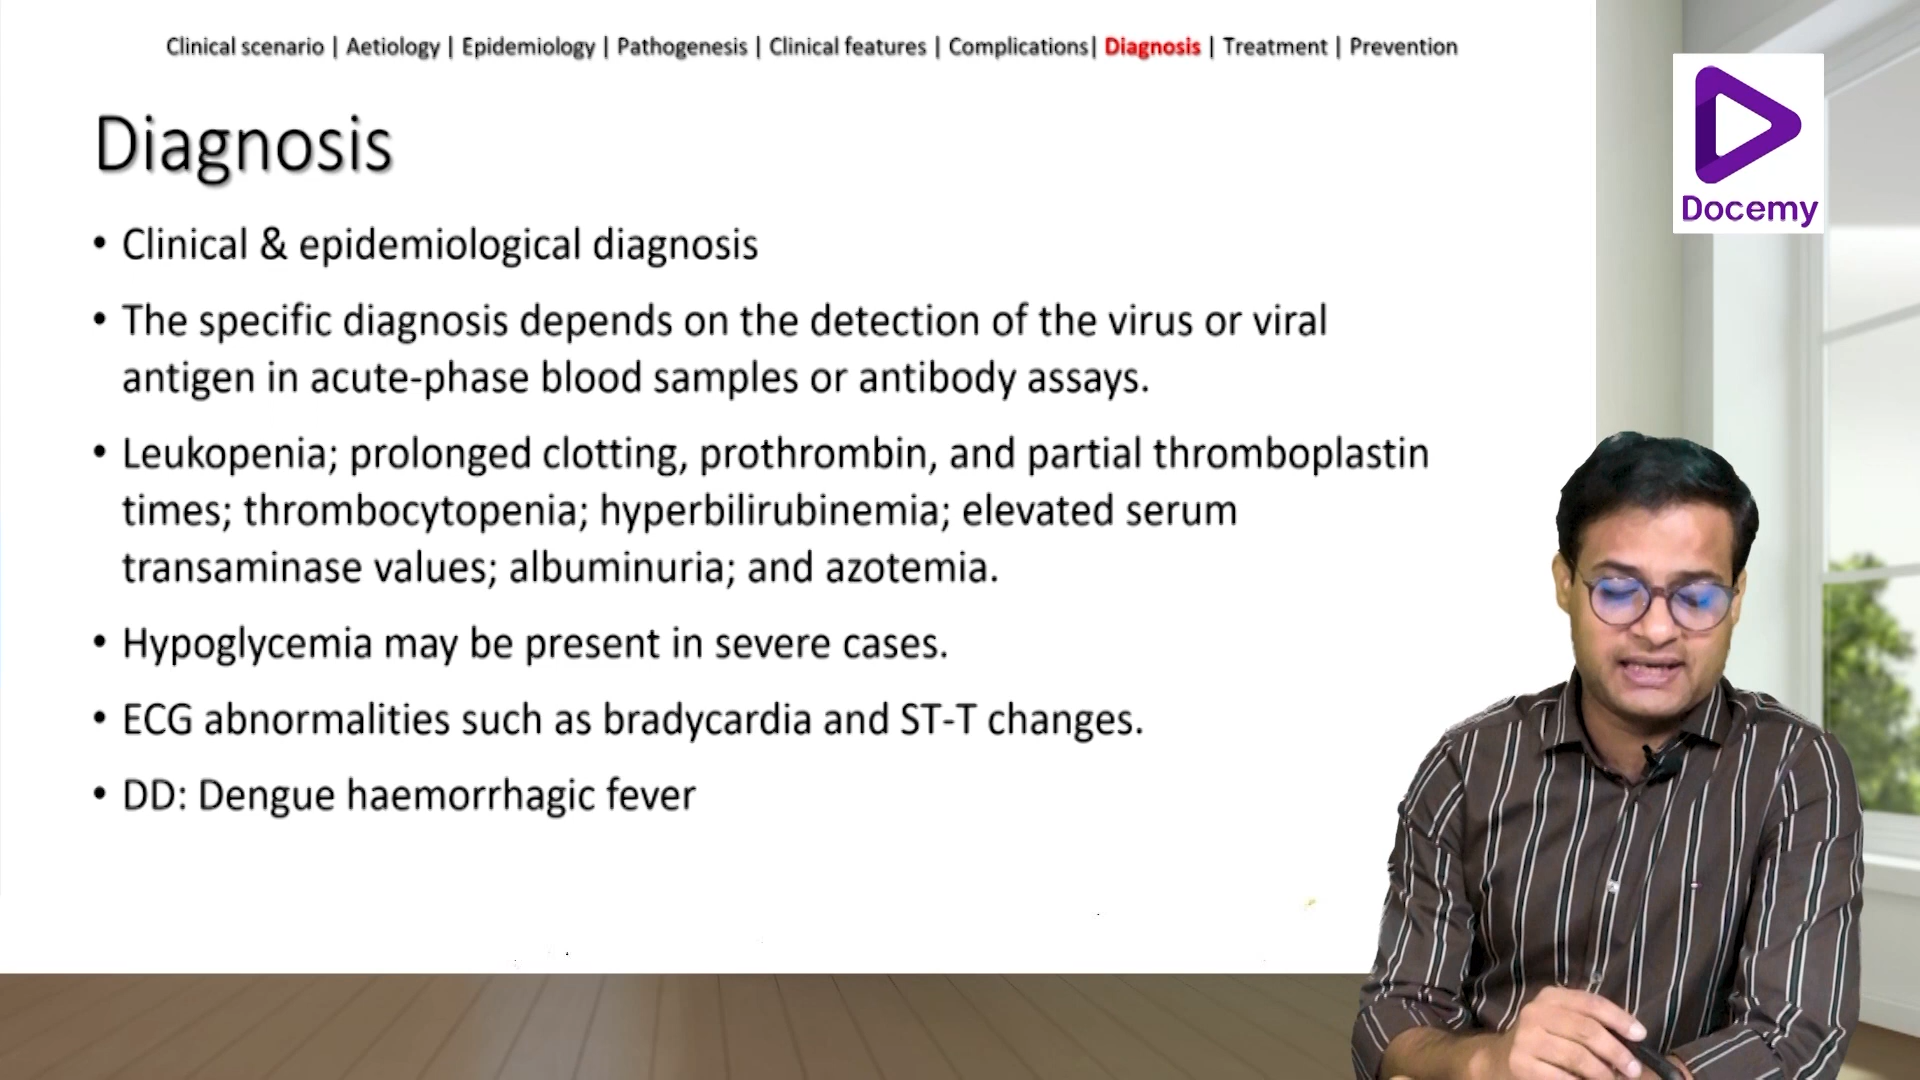 Clinical scenario | Aetiology | Epidemiology | Pathogenesis | Clinical features | Complications| Diagnosis | Treatment | Prevention
Docemy
Diagnosis
• Clinical & epidemiological diagnosis
• The specific diagnosis depends on the detection of the virus or viral
antigen in acute-phase blood samples or antibody assays.
• Leukopenia; prolonged clotting, prothrombin, and partial thromboplastin
times; thrombocytopenia; hyperbilirubinemia; elevated serum
transaminase values; albuminuria; and azotemia.
• Hypoglycemia may be present in severe cases.
• ECG abnormalities such as bradycardia and ST-T changes.
• DD: Dengue haemorrhagic fever